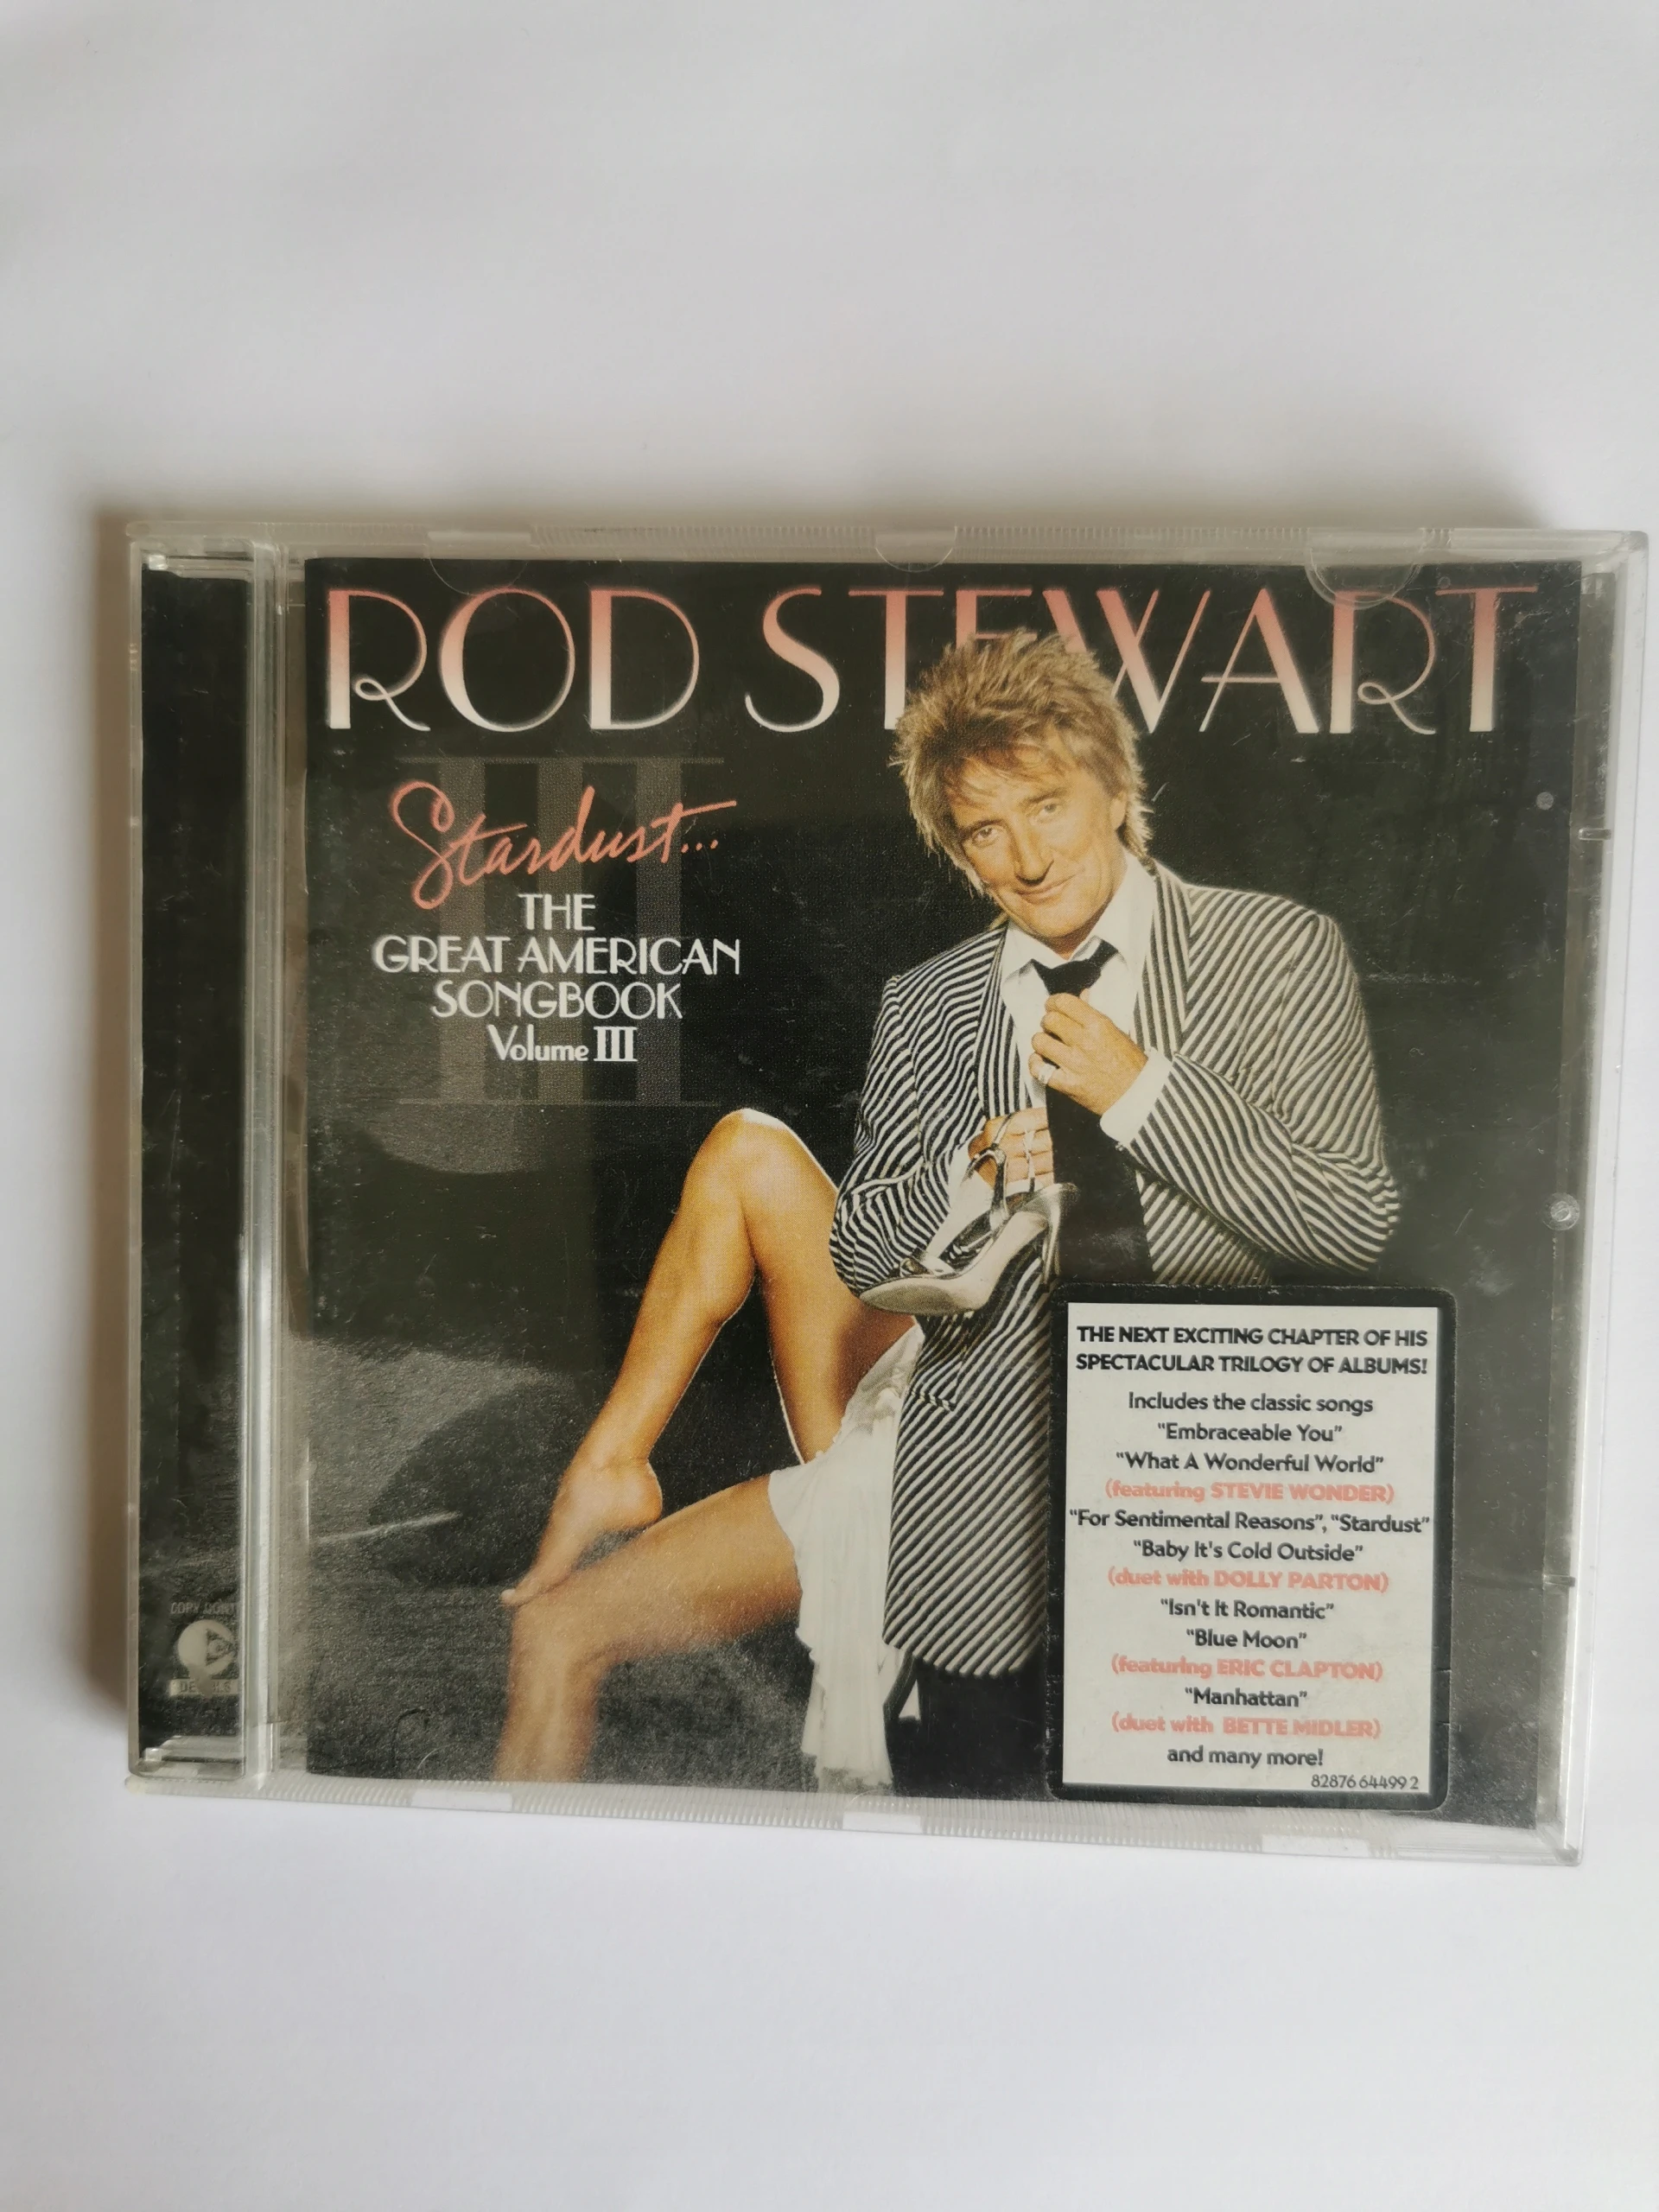 ROD STEWART
Stardust...
THE
GREAT AMERICAN
SONGBOOK
Volume III
THE NEXT EXCITING CHAPTER OF HIS
SPECTACULAR TRILOGY OF ALBUMS!
Includes the classic songs
"Embraceable You"
"What A Wonderful World"
(featuring STEVIE WONDER)
"For Sentimental Reasons", "Stardust"
"Baby It's Cold Outside"
(duet with DOLLY PARTON)
"Isn't It Romantic"
"Blue Moon"
(featuring ERIC CLAPTON)
"Manhattan"
(duet with BETTE MIDLER)
and many more!
82876 64499 2